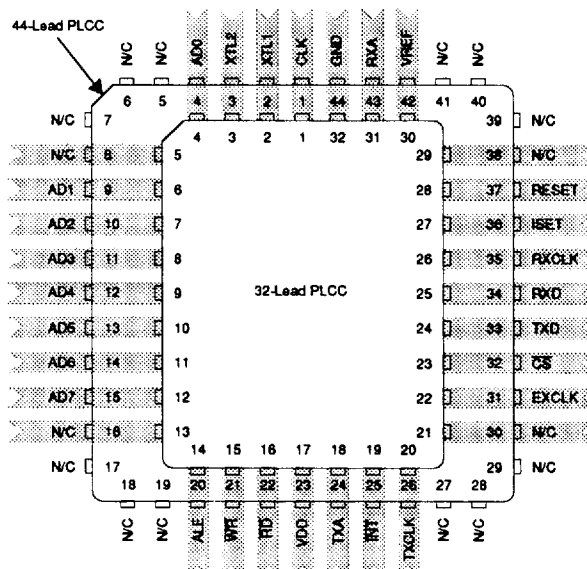 44-Lead PLCC
N/C N/C AD0 XTL2 XTL1 CLK GND RXA VREF N/C N/C
6 5 4 3 2 1 44 43 42 41 40
4 3 2 1 32 31 30
N/C 7 39 N/C
N/C 8 5 29 38 N/C
AD1 9 6 28 37 RESET
AD2 10 7 27 36 ISET
AD3 11 8 26 35 RXCLK
AD4 12 9 32-Lead PLCC 25 34 RXD
AD5 13 10 24 33 TXD
AD6 14 11 23 32 C̅S̅
AD7 15 12 22 31 EXCLK
N/C 16 13 21 30 N/C
14 15 16 17 18 19 20
N/C 17 29 N/C
18 19 20 21 22 23 24 25 26 27 28
N/C N/C ALE W̅R̅ R̅D̅ VDD TXA I̅N̅T̅ TXCLK N/C N/C